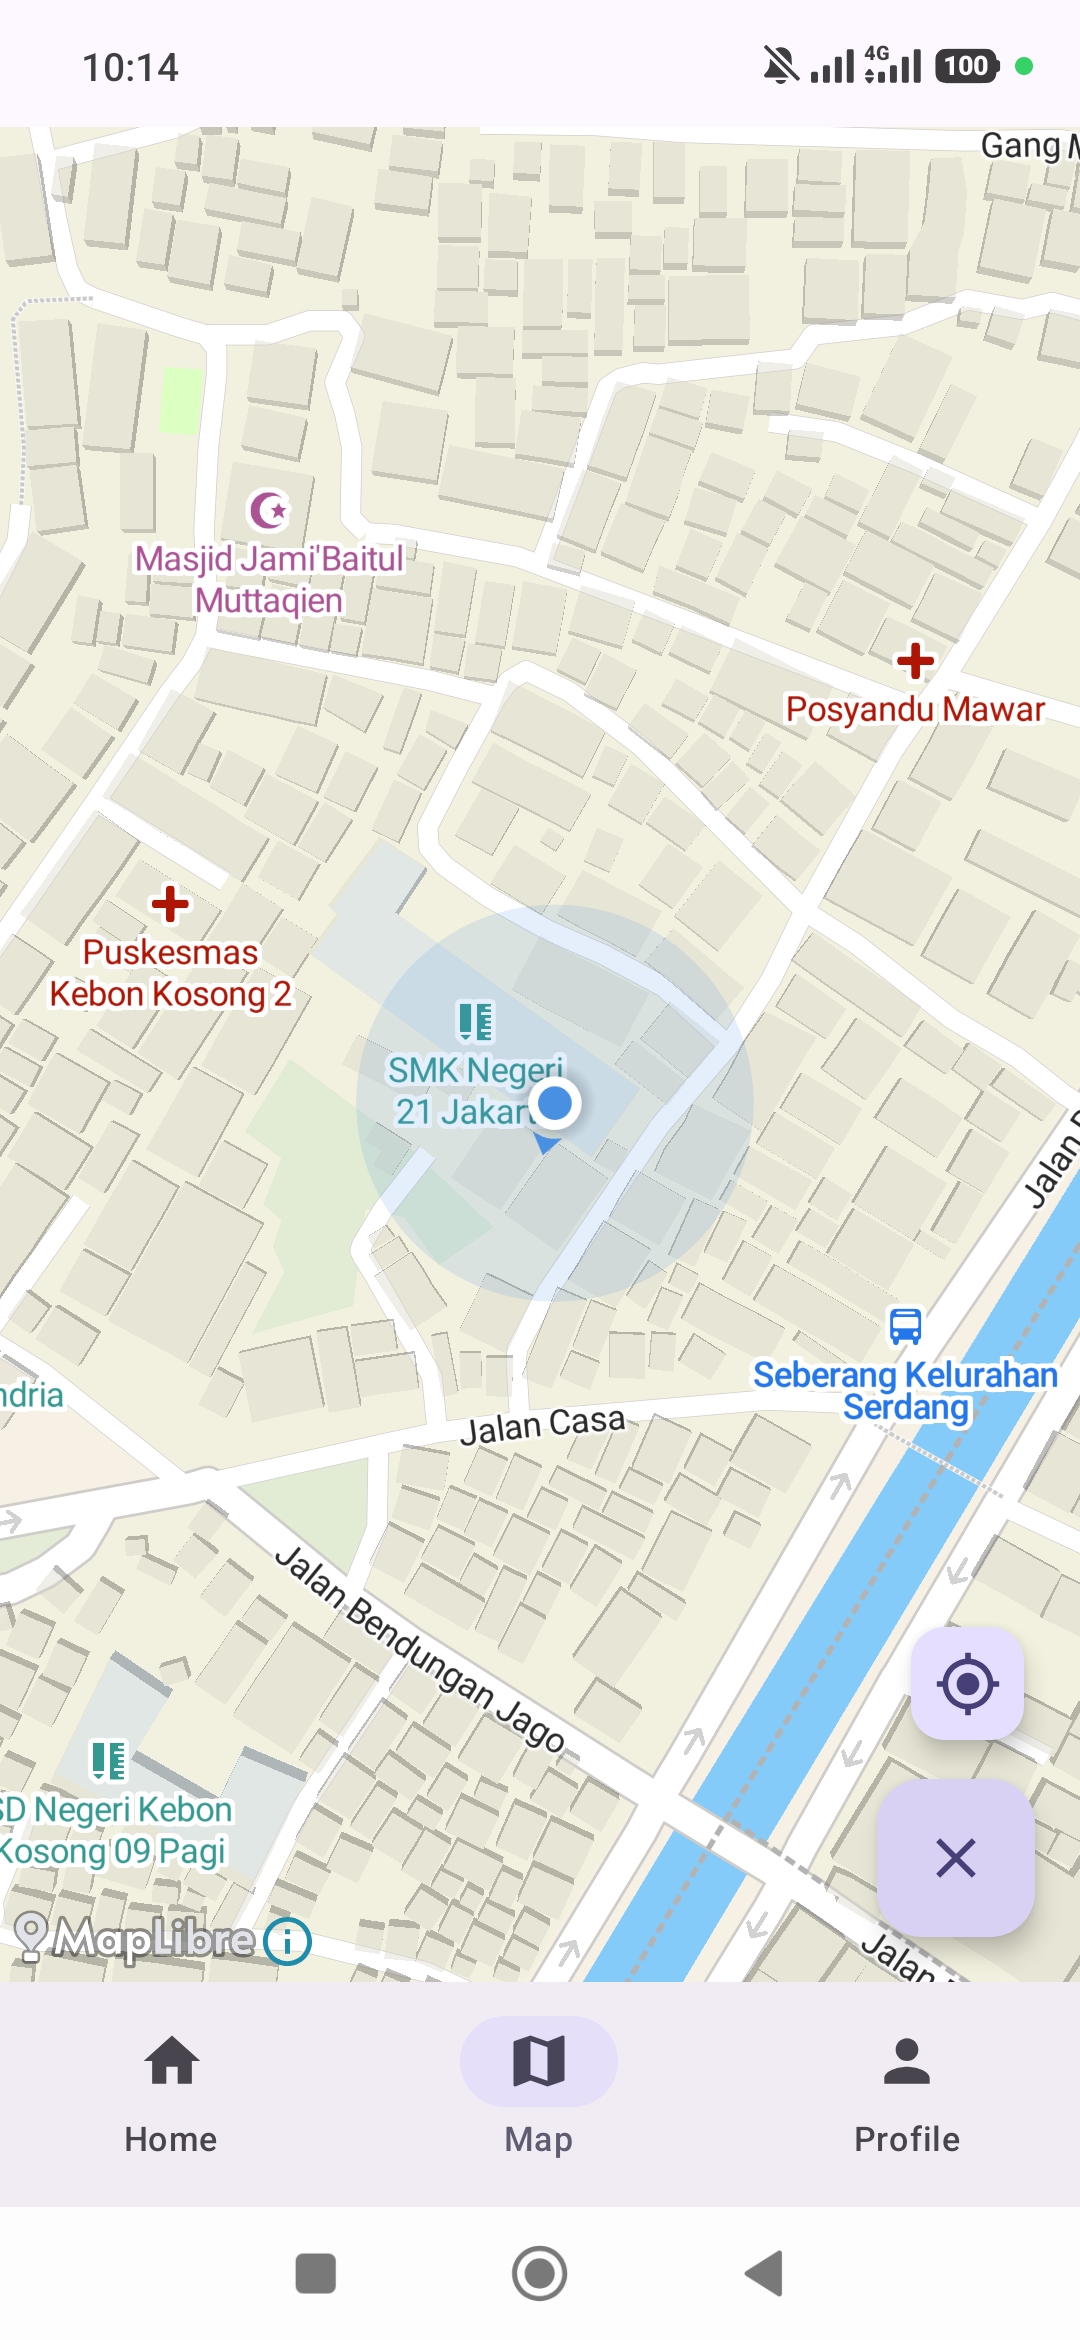 10:14
4G
100
Gang
Masjid Jami'Baitul
Muttaqien
Posyandu Mawar
Puskesmas
Kebon Kosong 2
SMK Negeri
21 Jakart
Jalan
Seberang Kelurahan
Serdang
ndria
Jalan Casa
Jalan Bendungan Jago
SD Negeri Kebon
Kosong 09 Pagi
MapLibre
Jalan
Home
Map
Profile